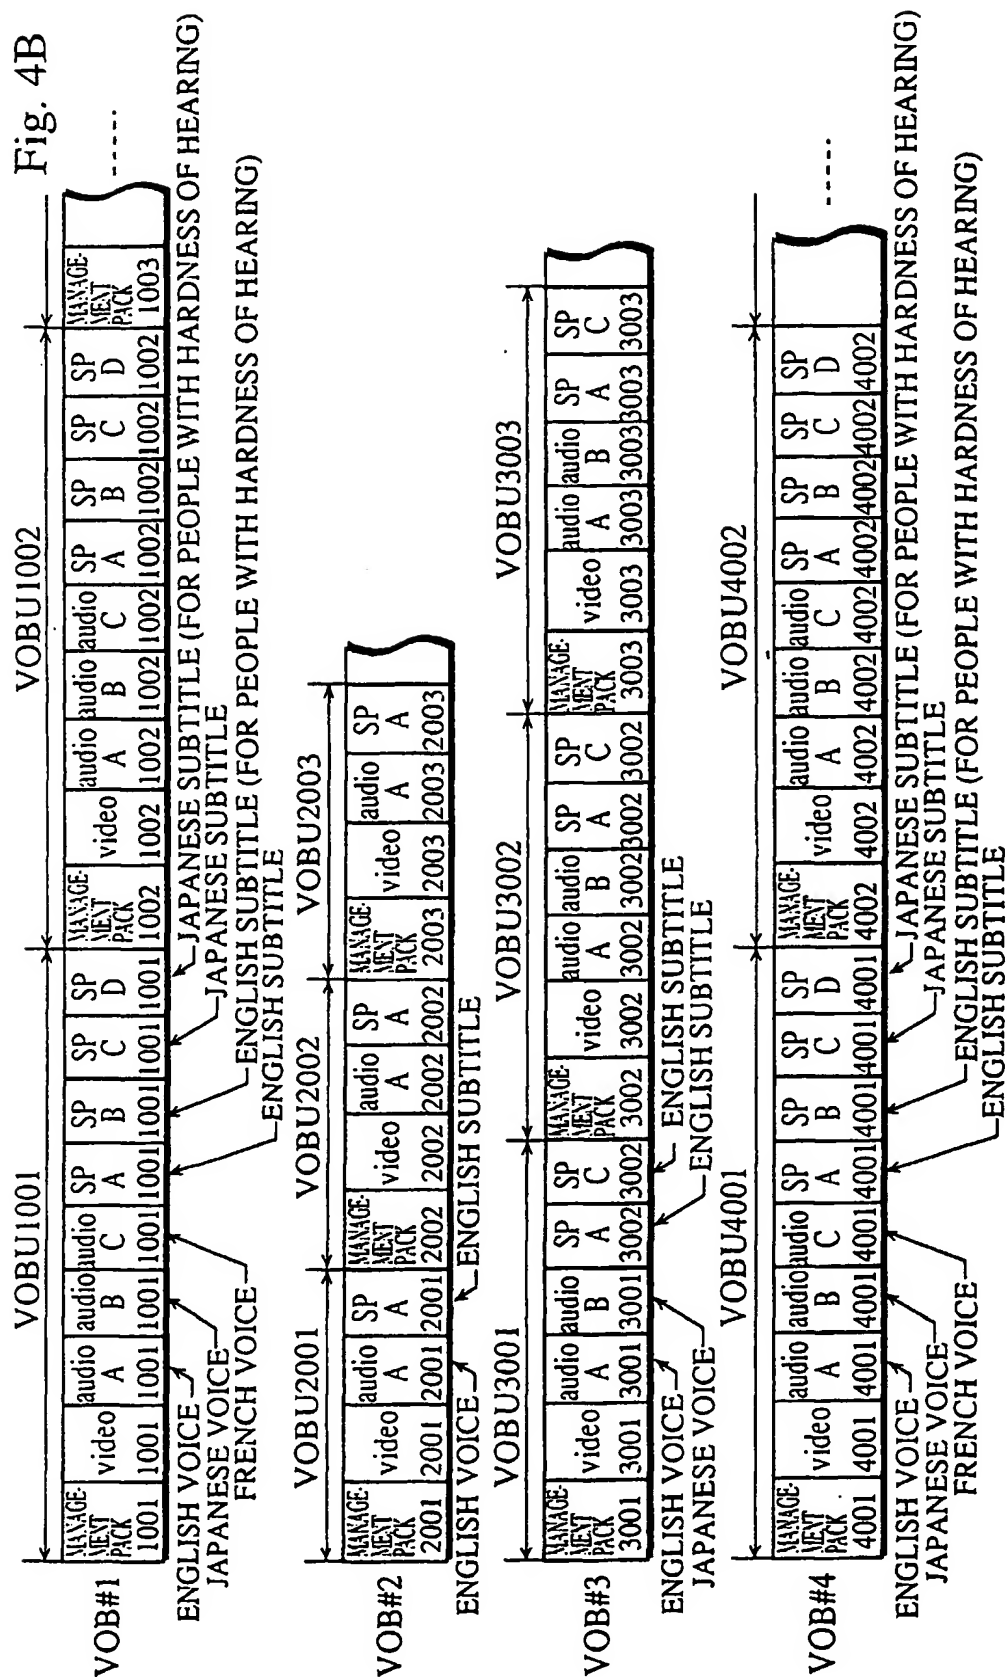 Fig. 4B
VOBU1001 VOBU1002
VOB#1
MANAGE-MENT PACK 1001 video 1001 audio A 1001 audio B 1001 audio C 1001 SP A 1001 SP B 1001 SP C 1001 SP D 1001 MANAGE-MENT PACK 1002 video 1002 audio A 1002 audio B 1002 audio C 1002 SP A 1002 SP B 1002 SP C 1002 SP D 1002 MANAGE-MENT PACK 1003
ENGLISH VOICE
JAPANESE VOICE
FRENCH VOICE
JAPANESE SUBTITLE (FOR PEOPLE WITH HARDNESS OF HEARING)
JAPANESE SUBTITLE
ENGLISH SUBTITLE (FOR PEOPLE WITH HARDNESS OF HEARING)
ENGLISH SUBTITLE
VOBU2001 VOBU2002 VOBU2003
VOB#2
MANAGE-MENT PACK 2001 video 2001 audio A 2001 SP A 2001 MANAGE-MENT PACK 2002 video 2002 audio A 2002 SP A 2002 MANAGE-MENT PACK 2003 video 2003 audio A 2003 SP A 2003
ENGLISH VOICE
ENGLISH SUBTITLE
VOBU3001 VOBU3002 VOBU3003
VOB#3
MANAGE-MENT PACK 3001 video 3001 audio A 3001 audio B 3001 SP A 3002 SP C 3002 MANAGE-MENT PACK 3002 video 3002 audio A 3002 audio B 3002 SP A 3002 SP C 3002 MANAGE-MENT PACK 3003 video 3003 audio A 3003 audio B 3003 SP A 3003 SP C 3003
ENGLISH VOICE
JAPANESE VOICE
ENGLISH SUBTITLE
ENGLISH SUBTITLE
VOBU4001 VOBU4002
VOB#4
MANAGE-MENT PACK 4001 video 4001 audio A 4001 audio B 4001 audio C 4001 SP A 4001 SP B 4001 SP C 4001 SP D 4001 MANAGE-MENT PACK 4002 video 4002 audio A 4002 audio B 4002 audio C 4002 SP A 4002 SP B 4002 SP C 4002 SP D 4002
ENGLISH VOICE
JAPANESE VOICE
FRENCH VOICE
JAPANESE SUBTITLE (FOR PEOPLE WITH HARDNESS OF HEARING)
JAPANESE SUBTITLE
ENGLISH SUBTITLE (FOR PEOPLE WITH HARDNESS OF HEARING)
ENGLISH SUBTITLE